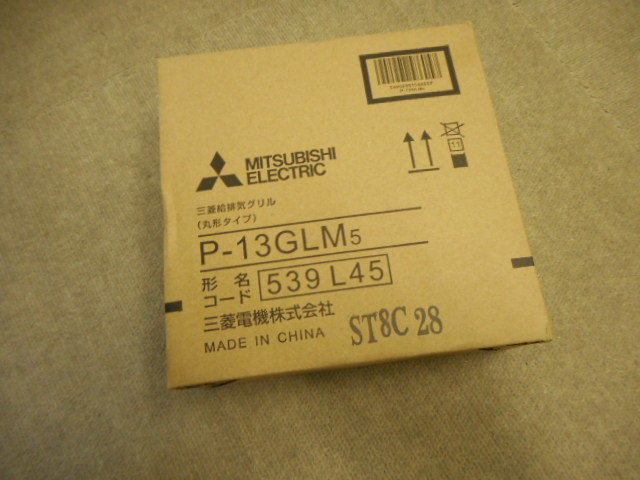 MITSUBISHI
ELECTRIC
11
三菱給排気グリル
(丸形タイプ)
P-13GLM5
形名
コード
539 L45
三菱電機株式会社
MADE IN CHINA
ST8C 28